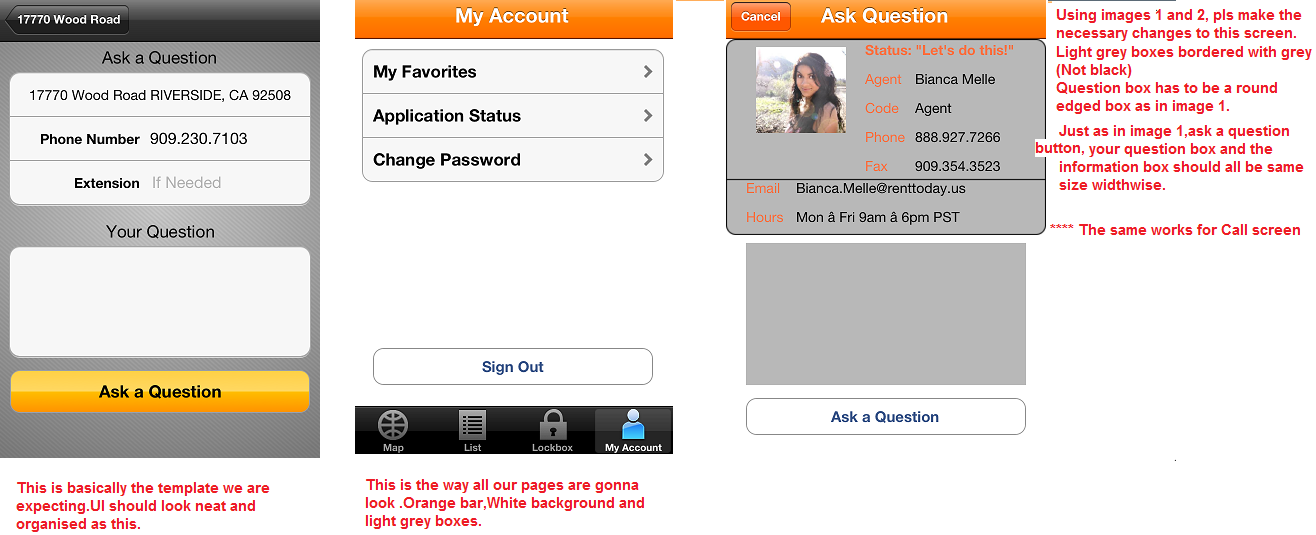 17770 Wood Road
Ask a Question
17770 Wood Road RIVERSIDE, CA 92508
Phone Number 909.230.7103
Extension If Needed
Your Question
Ask a Question
This is basically the template we are
expecting.UI should look neat and
organised as this.
My Account
My Favorites
Application Status
Change Password
Sign Out
Map List Lockbox My Account
This is the way all our pages are gonna
look .Orange bar,White background and
light grey boxes.
Cancel Ask Question
Status: "Let's do this!"
Agent Bianca Melle
Code Agent
Phone 888.927.7266
Fax 909.354.3523
Email Bianca.Melle@renttoday.us
Hours Mon â Fri 9am â 6pm PST
Ask a Question
Using images 1 and 2, pls make the
necessary changes to this screen.
Light grey boxes bordered with grey
(Not black)
Question box has to be a round
edged box as in image 1.
Just as in image 1,ask a question
button, your question box and the
information box should all be same
size widthwise.
**** The same works for Call screen